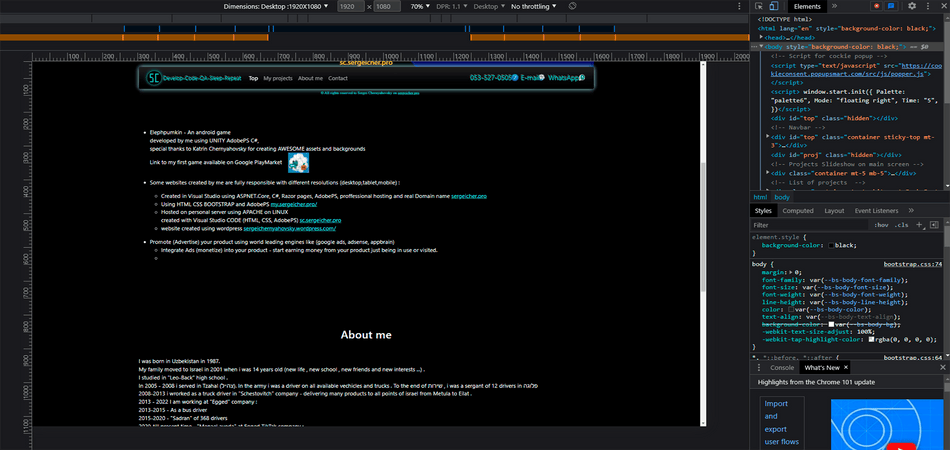 Dimensions: Desktop :1920X1080
1920 × 1080 70% DPR: 1.1 Desktop No throttling
Elements
sc.sergeicher.pro
SC Develop-Code-QA-Sleep-Repeat Top My projects About me Contact
E-mail WhatsApp
Elephpumkin - An android game
developed by me using UNITY AdobePS C#,
special thanks to Katrin Chernyahovsky for creating AWESOME assets and backgrounds
Link to my first game available on Google PlayMarket
Some websites created by me are fully responsive with different resolutions (desktop,tablet,mobile) :
Created in Visual Studio using ASP.NET.Core, C#, Razor pages, AdobePS, proffessional hosting and real Domain name sergeicher.pro
Using HTML CSS BOOTSTRAP and AdobePS my.sergeicher.pro/
Hosted on personal server using APACHE on LINUX
created with Visual Studio CODE (HTML, CSS, AdobePS) sc.sergeicher.pro
website created using wordpress sergeichernyahovsky.wordpress.com/
Promote (Advertise) your product using world leading engines like (google ads, adsense, appbrain)
Integrate Ads (monetize) into your product - start earning money from your product just being in use or visited.
About me
I was born in Uzbekistan in 1987.
My family moved to Israel in 2001 when i was 14 years old (new life , new school , new friends and new interests ...) .
I studied in "Leo-Back" high school .
In 2005 - 2008 i served in Tzahal (צה"ל). In the army i was a driver on all available vechicles and trucks . To the end of שירות , i was a sergant of 12 drivers in פלוגה
2008-2013 i worked as a truck driver in "Schestovitch" company - delivering many products to all points of israel from Metula to Eilat .
2013 - 2022 I am working at "Egged" company :
2013-2015 - As a bus driver
2015-2020 - "Sadran" of 368 drivers
<!DOCTYPE html>
<html lang="en" style="background-color: black;">
<head>…</head>
<body style="background-color: black;"> == $0
<!-- Script for cockie popup -->
<script type="text/javascript" src="https://cookieconsent.popupsmart.com/src/js/popper.js">
</script>
<script> window.start.init({ Palette: "palette6", Mode: "floating right", Time: "5", })</script>
<div id="top" class="hidden"></div>
<!-- Navbar -->
<div id="top" class="container sticky-top mt-3">…</div>
<div id="proj" class="hidden"></div>
<!-- Projects Slideshow on main screen -->
<div class="container mt-5 mb-5">…</div>
<!-- List of projects -->
html body
Styles Computed Layout Event Listeners
Filter :hov .cls
element.style {
background-color: black;
}
body { bootstrap.css:74
margin: 0;
font-family: var(--bs-body-font-family);
font-size: var(--bs-body-font-size);
font-weight: var(--bs-body-font-weight);
line-height: var(--bs-body-line-height);
color: var(--bs-body-color);
text-align: var(--bs-body-text-align);
background-color: var(--bs-body-bg);
-webkit-text-size-adjust: 100%;
-webkit-tap-highlight-color: rgba(0, 0, 0, 0);
}
*, ::before, ::after { bootstrap.css:64
Console What's New
Highlights from the Chrome 101 update
Import
and
export
user flows